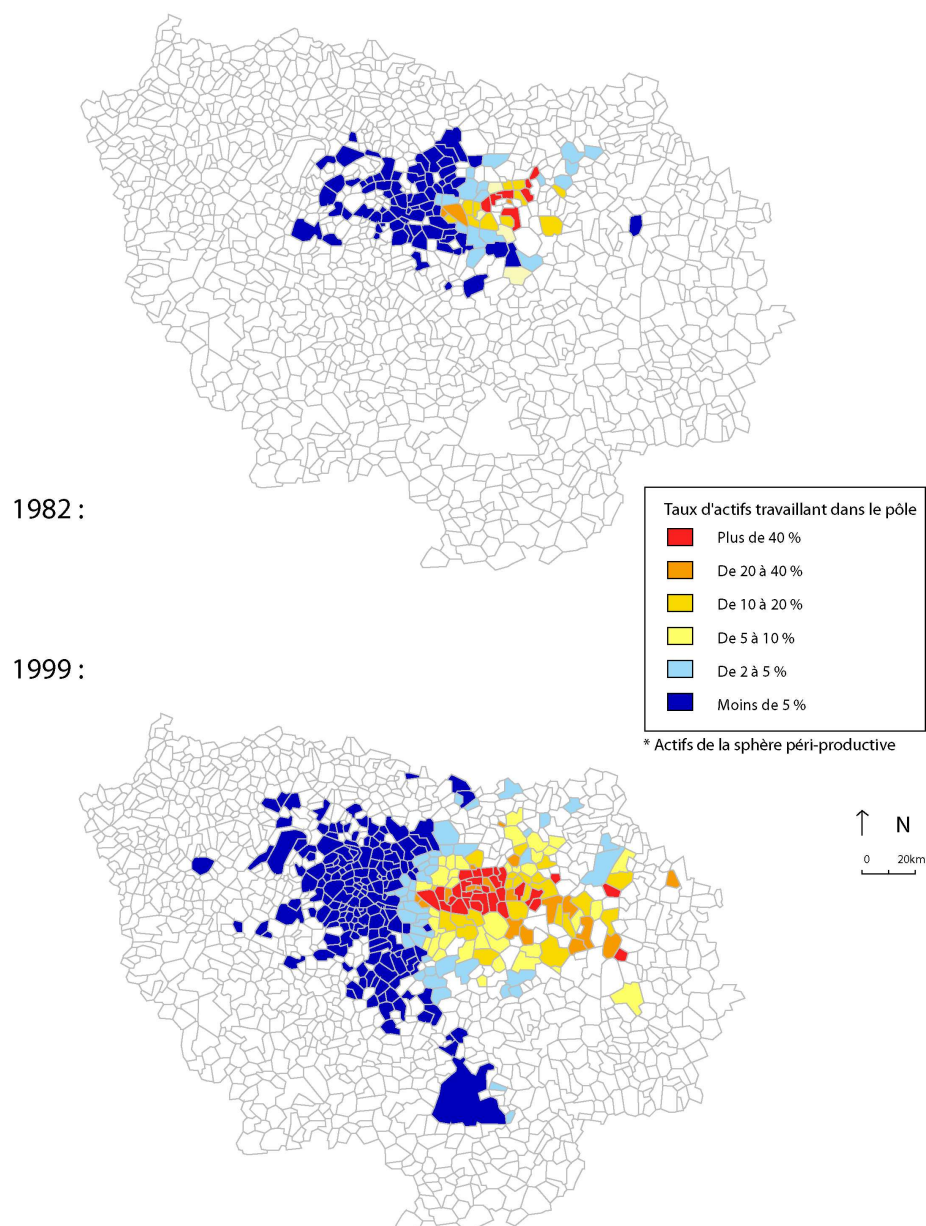 1982 :
Taux d'actifs travaillant dans le pôle
Plus de 40 %
De 20 à 40 %
De 10 à 20 %
De 5 à 10 %
De 2 à 5 %
Moins de 5 %
1999 :
* Actifs de la sphère péri-productive
N
0 20km